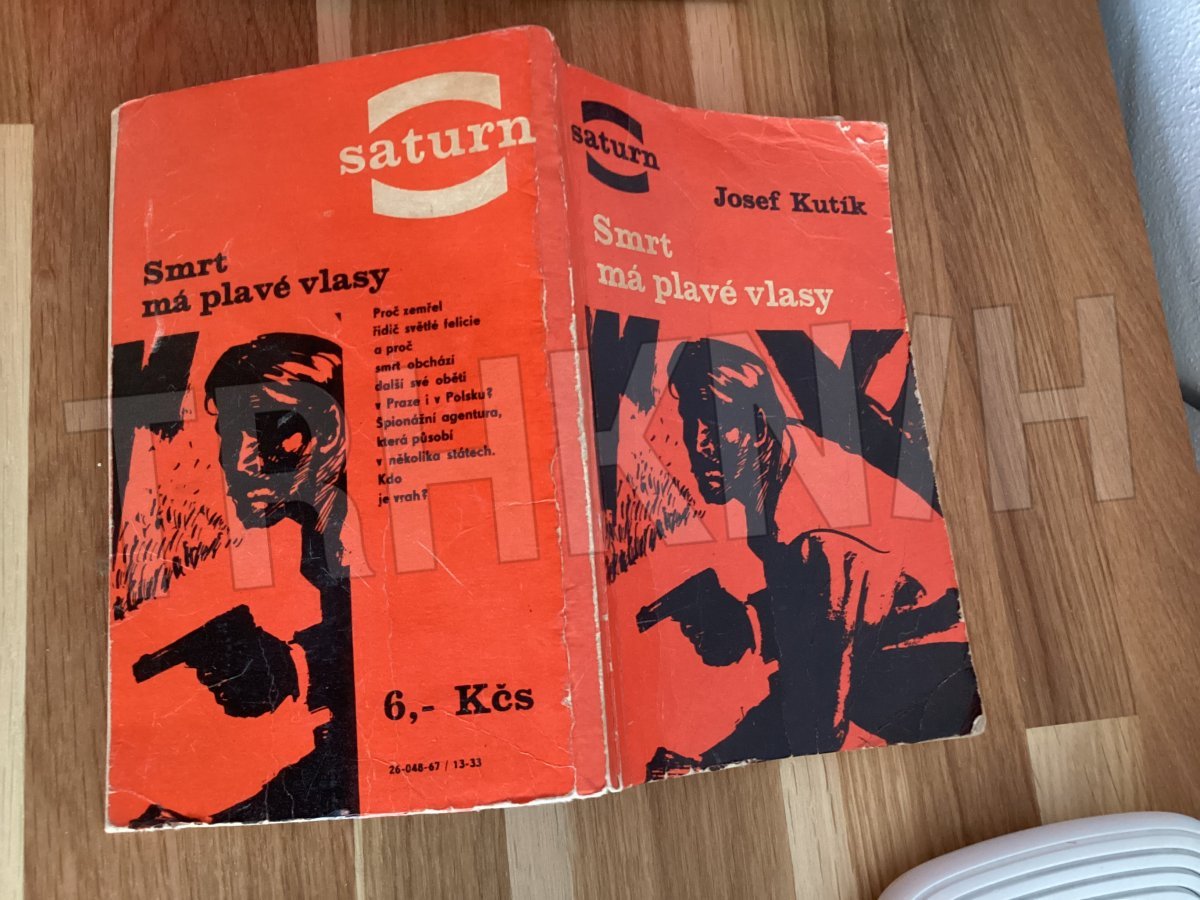 saturn
Smrt
má plavé vlasy
Proč zemřel
řidič světlé felicie
a proč
smrt obchází
další své oběti
v Praze i v Polsku?
Špionážní agentura,
která působí
v několika státech.
Kdo
je vrah?
6,- Kčs
26-048-67 / 13-33
saturn
Josef Kutík
Smrt
má plavé vlasy